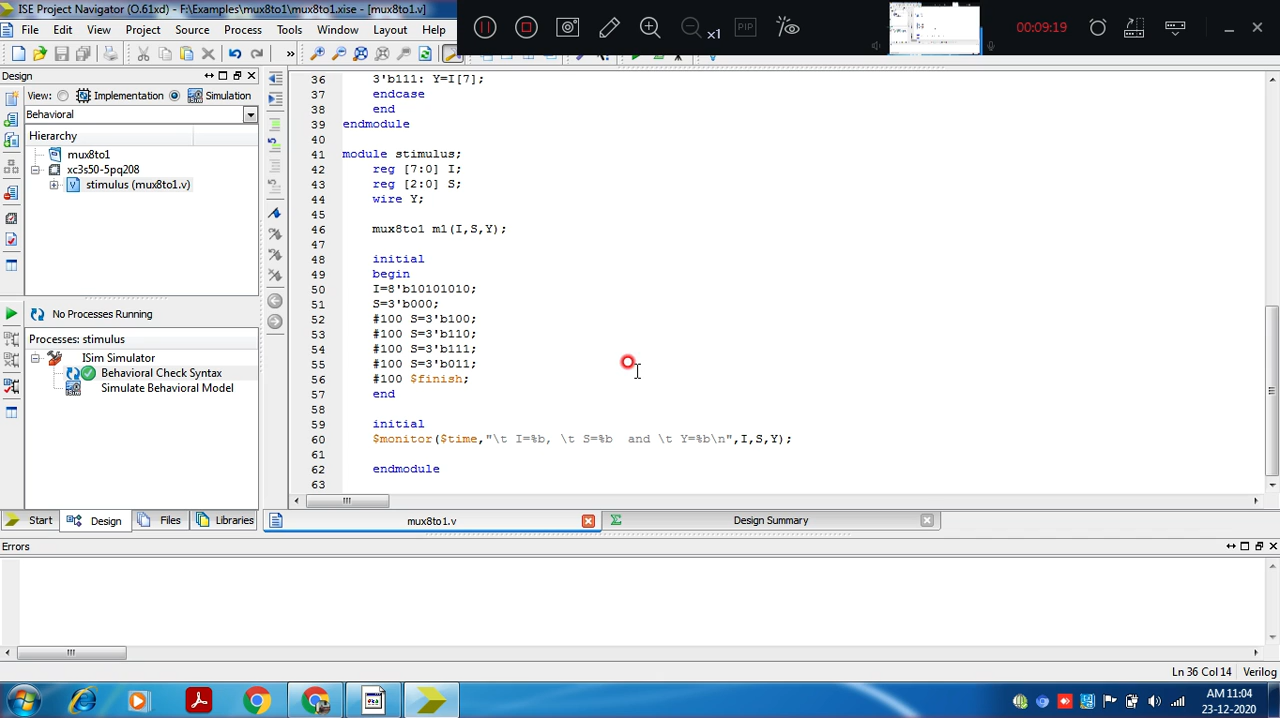 ISE Project Navigator (O.61xd) - F:\Examples\mux8to1\mux8to1.xise - [mux8to1.v]
x1
PIP
00:09:19
File Edit View Project Source Process Tools Window Layout Help
»
Design
View: Implementation Simulation
Behavioral
Hierarchy
mux8to1
xc3s50-5pq208
stimulus (mux8to1.v)
No Processes Running
Processes: stimulus
ISim Simulator
Behavioral Check Syntax
Simulate Behavioral Model
36 3'b111: Y=I[7];
37 endcase
38 end
39 endmodule
40
41 module stimulus;
42 reg [7:0] I;
43 reg [2:0] S;
44 wire Y;
45
46 mux8to1 m1(I,S,Y);
47
48 initial
49 begin
50 I=8'b10101010;
51 S=3'b000;
52 #100 S=3'b100;
53 #100 S=3'b110;
54 #100 S=3'b111;
55 #100 S=3'b011;
56 #100 $finish;
57 end
58
59 initial
60 $monitor($time,"\t I=%b, \t S=%b  and \t Y=%b\n",I,S,Y);
61
62 endmodule
63
Start Design Files Libraries
mux8to1.v
Design Summary
Errors
Ln 36 Col 14 Verilog
AM 11:04
23-12-2020